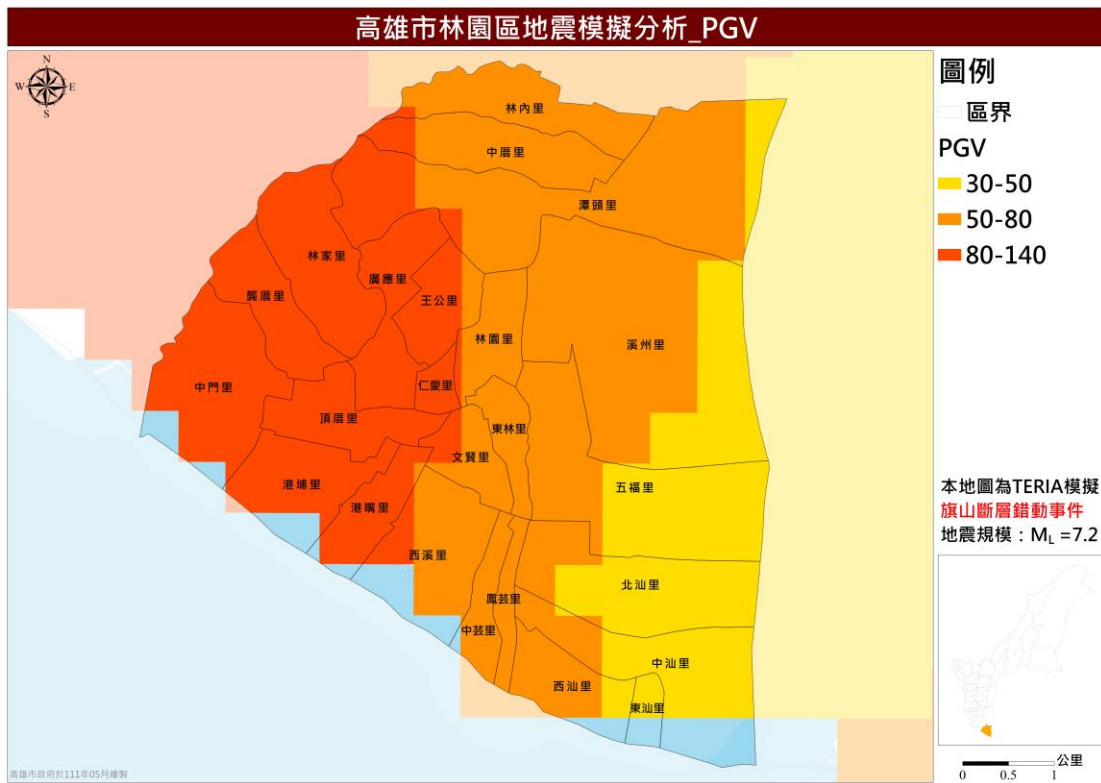 高雄市林園區地震模擬分析_PGV
N
W E
S
圖例
區界
PGV
30-50
50-80
80-140
林內里
中厝里
潭頭里
林家里
廣應里
龔厝里
王公里
林園里
溪州里
中門里
仁愛里
頂厝里
東林里
文賢里
港埔里
五福里
港嘴里
西溪里
北汕里
鳳芸里
中芸里
中汕里
西汕里
東汕里
本地圖為TERIA模擬
旗山斷層錯動事件
地震規模：ML =7.2
公里
0 0.5 1
高雄市政府於111年05月繪製